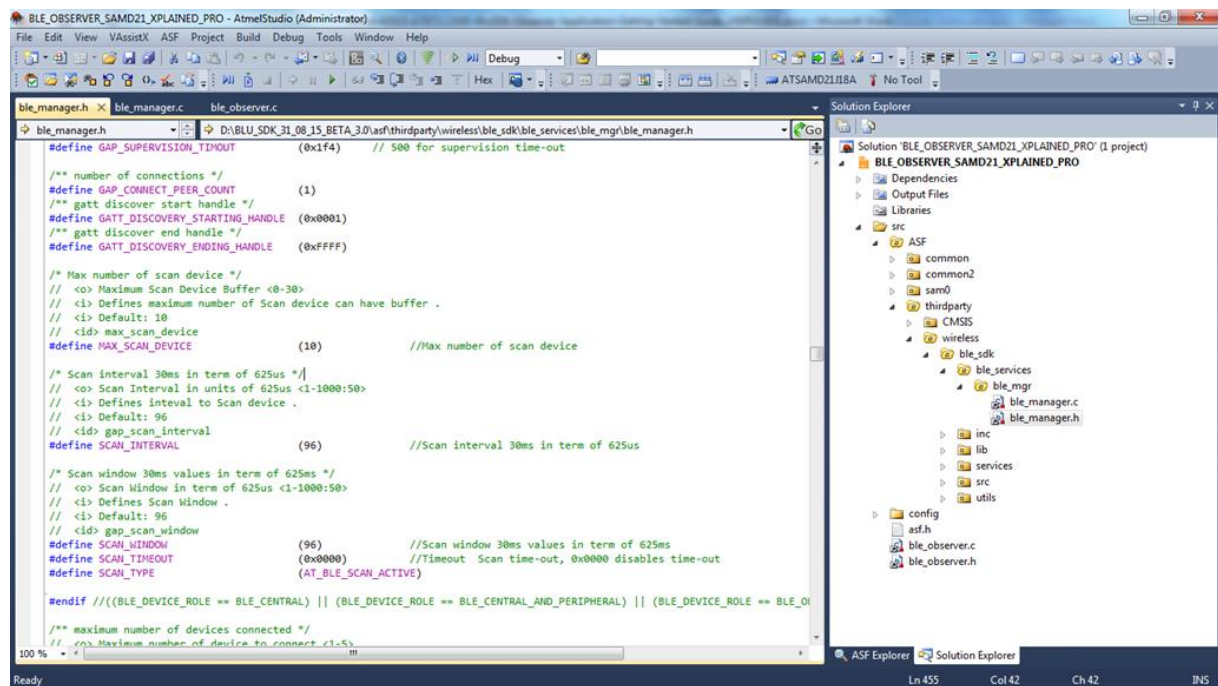 BLE_OBSERVER_SAMD21_XPLAINED_PRO - AtmelStudio (Administrator)
File Edit View VAssistX ASF Project Build Debug Tools Window Help
Debug
Hex
ATSAMD21J18A No Tool
ble_manager.h ble_manager.c ble_observer.c
ble_manager.h D:\BLU_SDK_31_08_15_BETA_3.0\asf\thirdparty\wireless\ble_sdk\ble_services\ble_mgr\ble_manager.h Go
#define GAP_SUPERVISION_TIMOUT (0x1f4) // 500 for supervision time-out
/** number of connections */
#define GAP_CONNECT_PEER_COUNT (1)
/** gatt discover start handle */
#define GATT_DISCOVERY_STARTING_HANDLE (0x0001)
/** gatt discover end handle */
#define GATT_DISCOVERY_ENDING_HANDLE (0xFFFF)
/* Max number of scan device */
// <o> Maximum Scan Device Buffer <0-30>
// <i> Defines maximum number of Scan device can have buffer .
// <i> Default: 10
// <id> max_scan_device
#define MAX_SCAN_DEVICE (10) //Max number of scan device
/* Scan interval 30ms in term of 625us */
// <o> Scan Interval in units of 625us <1-1000:50>
// <i> Defines inteval to Scan device .
// <i> Default: 96
// <id> gap_scan_interval
#define SCAN_INTERVAL (96) //Scan interval 30ms in term of 625us
/* Scan window 30ms values in term of 625ms */
// <o> Scan Window in term of 625us <1-1000:50>
// <i> Defines Scan Window .
// <i> Default: 96
// <id> gap_scan_window
#define SCAN_WINDOW (96) //Scan window 30ms values in term of 625ms
#define SCAN_TIMEOUT (0x0000) //Timeout Scan time-out, 0x0000 disables time-out
#define SCAN_TYPE (AT_BLE_SCAN_ACTIVE)
#endif //((BLE_DEVICE_ROLE == BLE_CENTRAL) || (BLE_DEVICE_ROLE == BLE_CENTRAL_AND_PERIPHERAL) || (BLE_DEVICE_ROLE == BLE_O
/** maximum number of devices connected */
// <o> Maximum number of device to connect <1-5>
100 %
Solution Explorer
Solution 'BLE_OBSERVER_SAMD21_XPLAINED_PRO' (1 project)
BLE_OBSERVER_SAMD21_XPLAINED_PRO
Dependencies
Output Files
Libraries
src
ASF
common
common2
sam0
thirdparty
CMSIS
wireless
ble_sdk
ble_services
ble_mgr
ble_manager.c
ble_manager.h
inc
lib
services
src
utils
config
asf.h
ble_observer.c
ble_observer.h
ASF Explorer Solution Explorer
Ready Ln 455 Col 42 Ch 42 INS